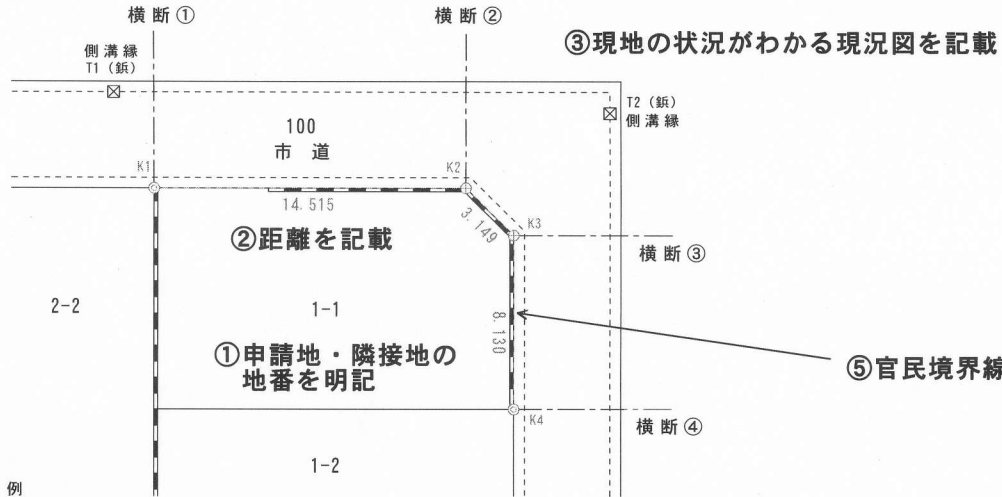 横断① 横断②
③現地の状況がわかる現況図を記載
側溝縁
T1（鋲）
T2（鋲）
側溝縁
100
市 道
K1
K2
14.515
3.149
K3
②距離を記載
横断③
2-2
1-1
8.130
①申請地・隣接地の
地番を明記
⑤官民境界線
K4
横断④
1-2
例